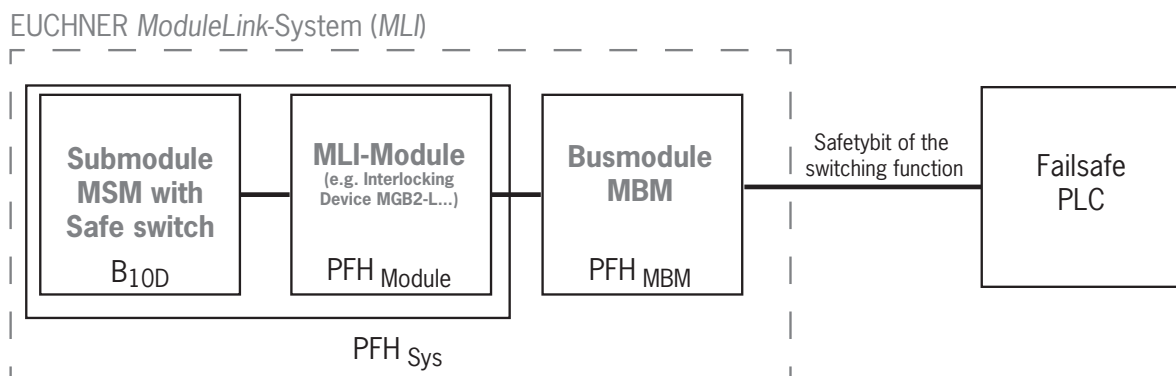 EUCHNER ModuleLink-System (MLI)
Submodule
MSM with
Safe switch
B10D
MLI-Module
(e.g. Interlocking
Device MGB2-L...)
PFH Module
Busmodule
MBM
PFH MBM
PFH Sys
Safetybit of the
switching function
Failsafe
PLC